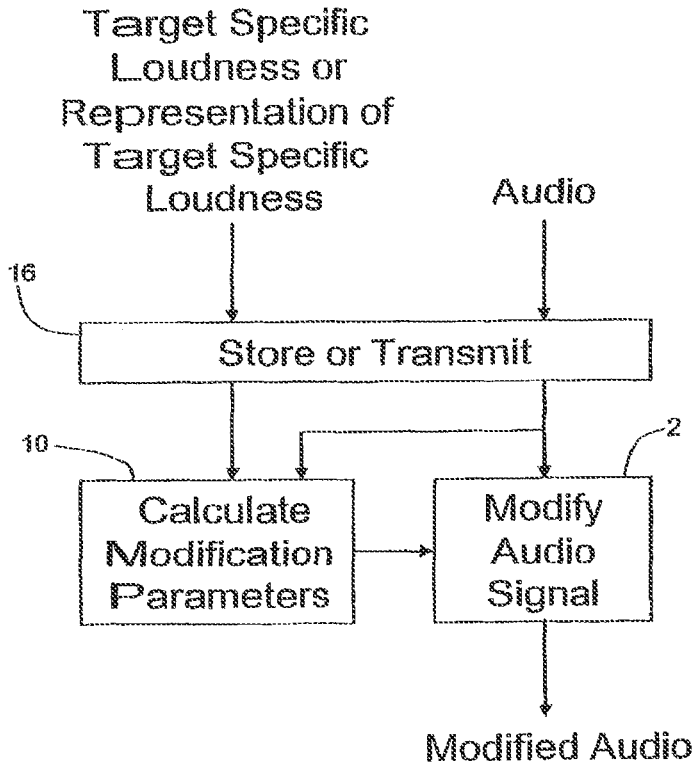 Target Specific
Loudness or
Representation of
Target Specific
Loudness
Audio
16
Store or Transmit
10
2
Calculate
Modification
Parameters
Modify
Audio
Signal
Modified Audio